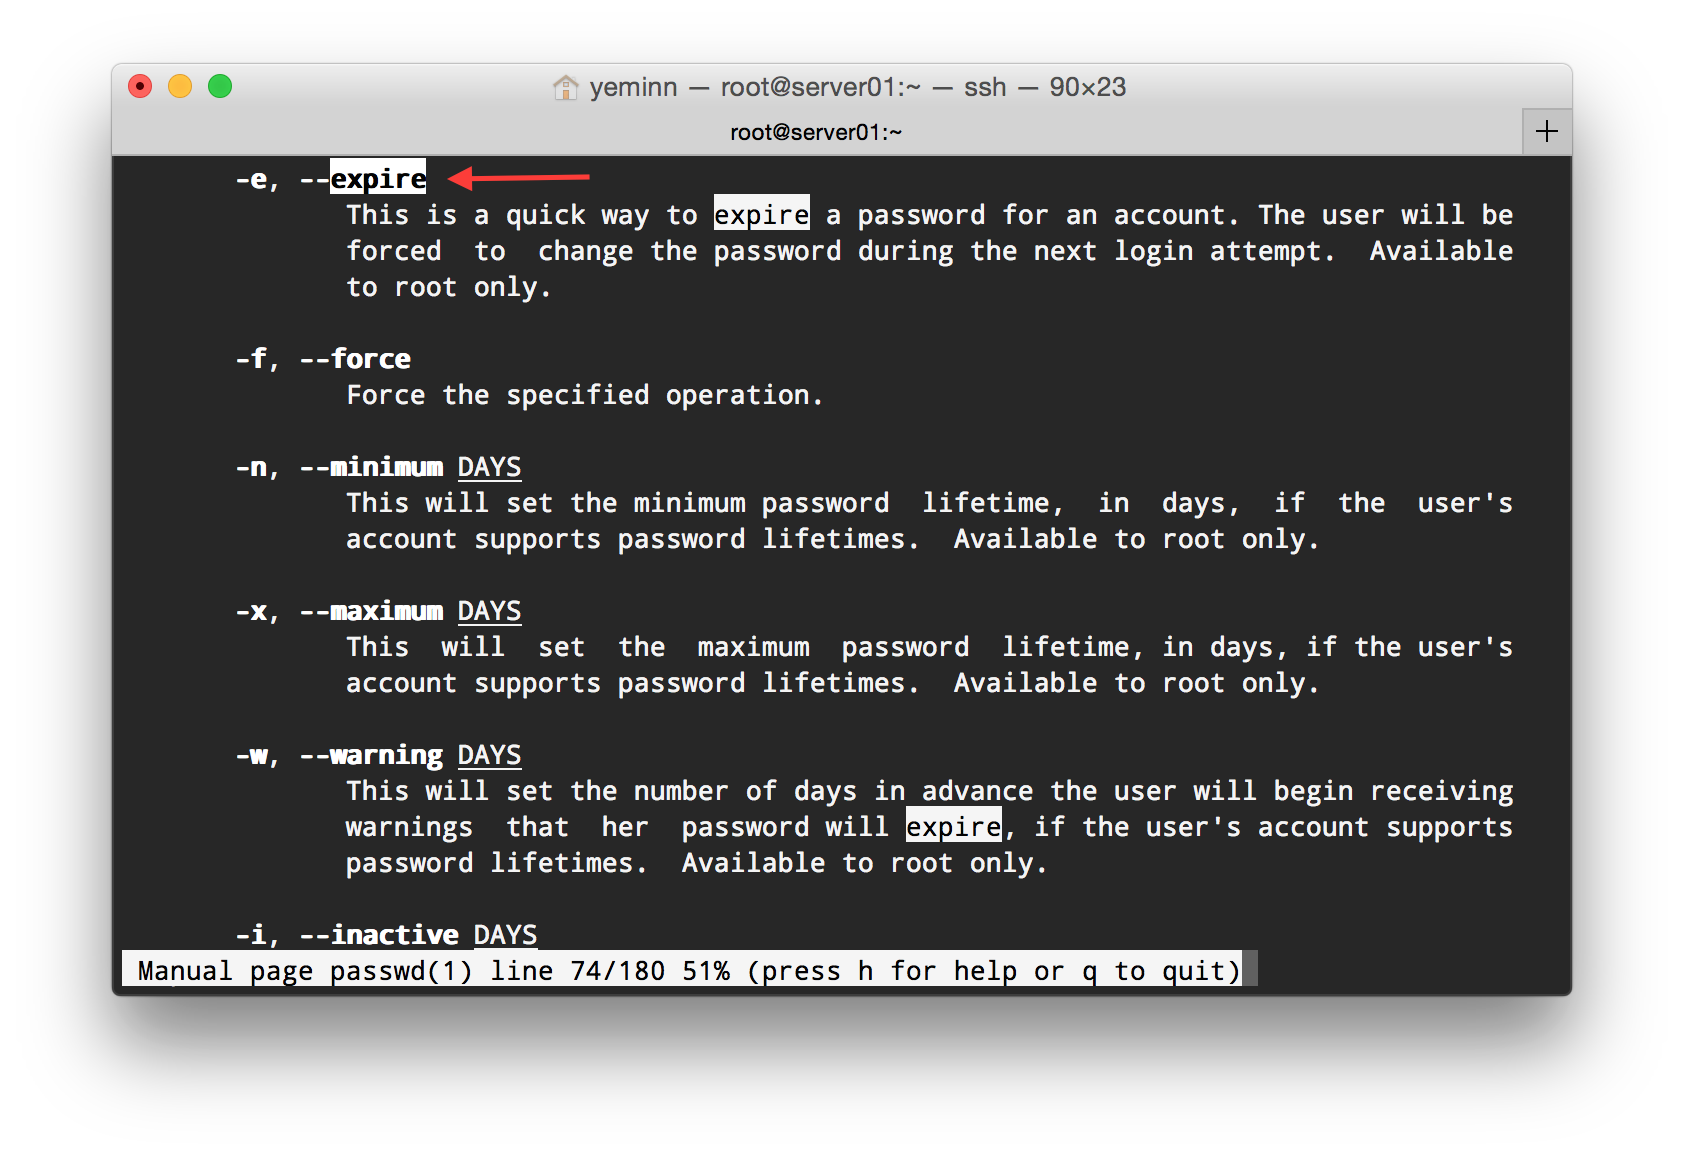 yeminn — root@server01:~ — ssh — 90×23
root@server01:~
-e, --expire
This is a quick way to expire a password for an account. The user will be
forced to change the password during the next login attempt. Available
to root only.
-f, --force
Force the specified operation.
-n, --minimum DAYS
This will set the minimum password lifetime, in days, if the user's
account supports password lifetimes. Available to root only.
-x, --maximum DAYS
This will set the maximum password lifetime, in days, if the user's
account supports password lifetimes. Available to root only.
-w, --warning DAYS
This will set the number of days in advance the user will begin receiving
warnings that her password will expire, if the user's account supports
password lifetimes. Available to root only.
-i, --inactive DAYS
Manual page passwd(1) line 74/180 51% (press h for help or q to quit)